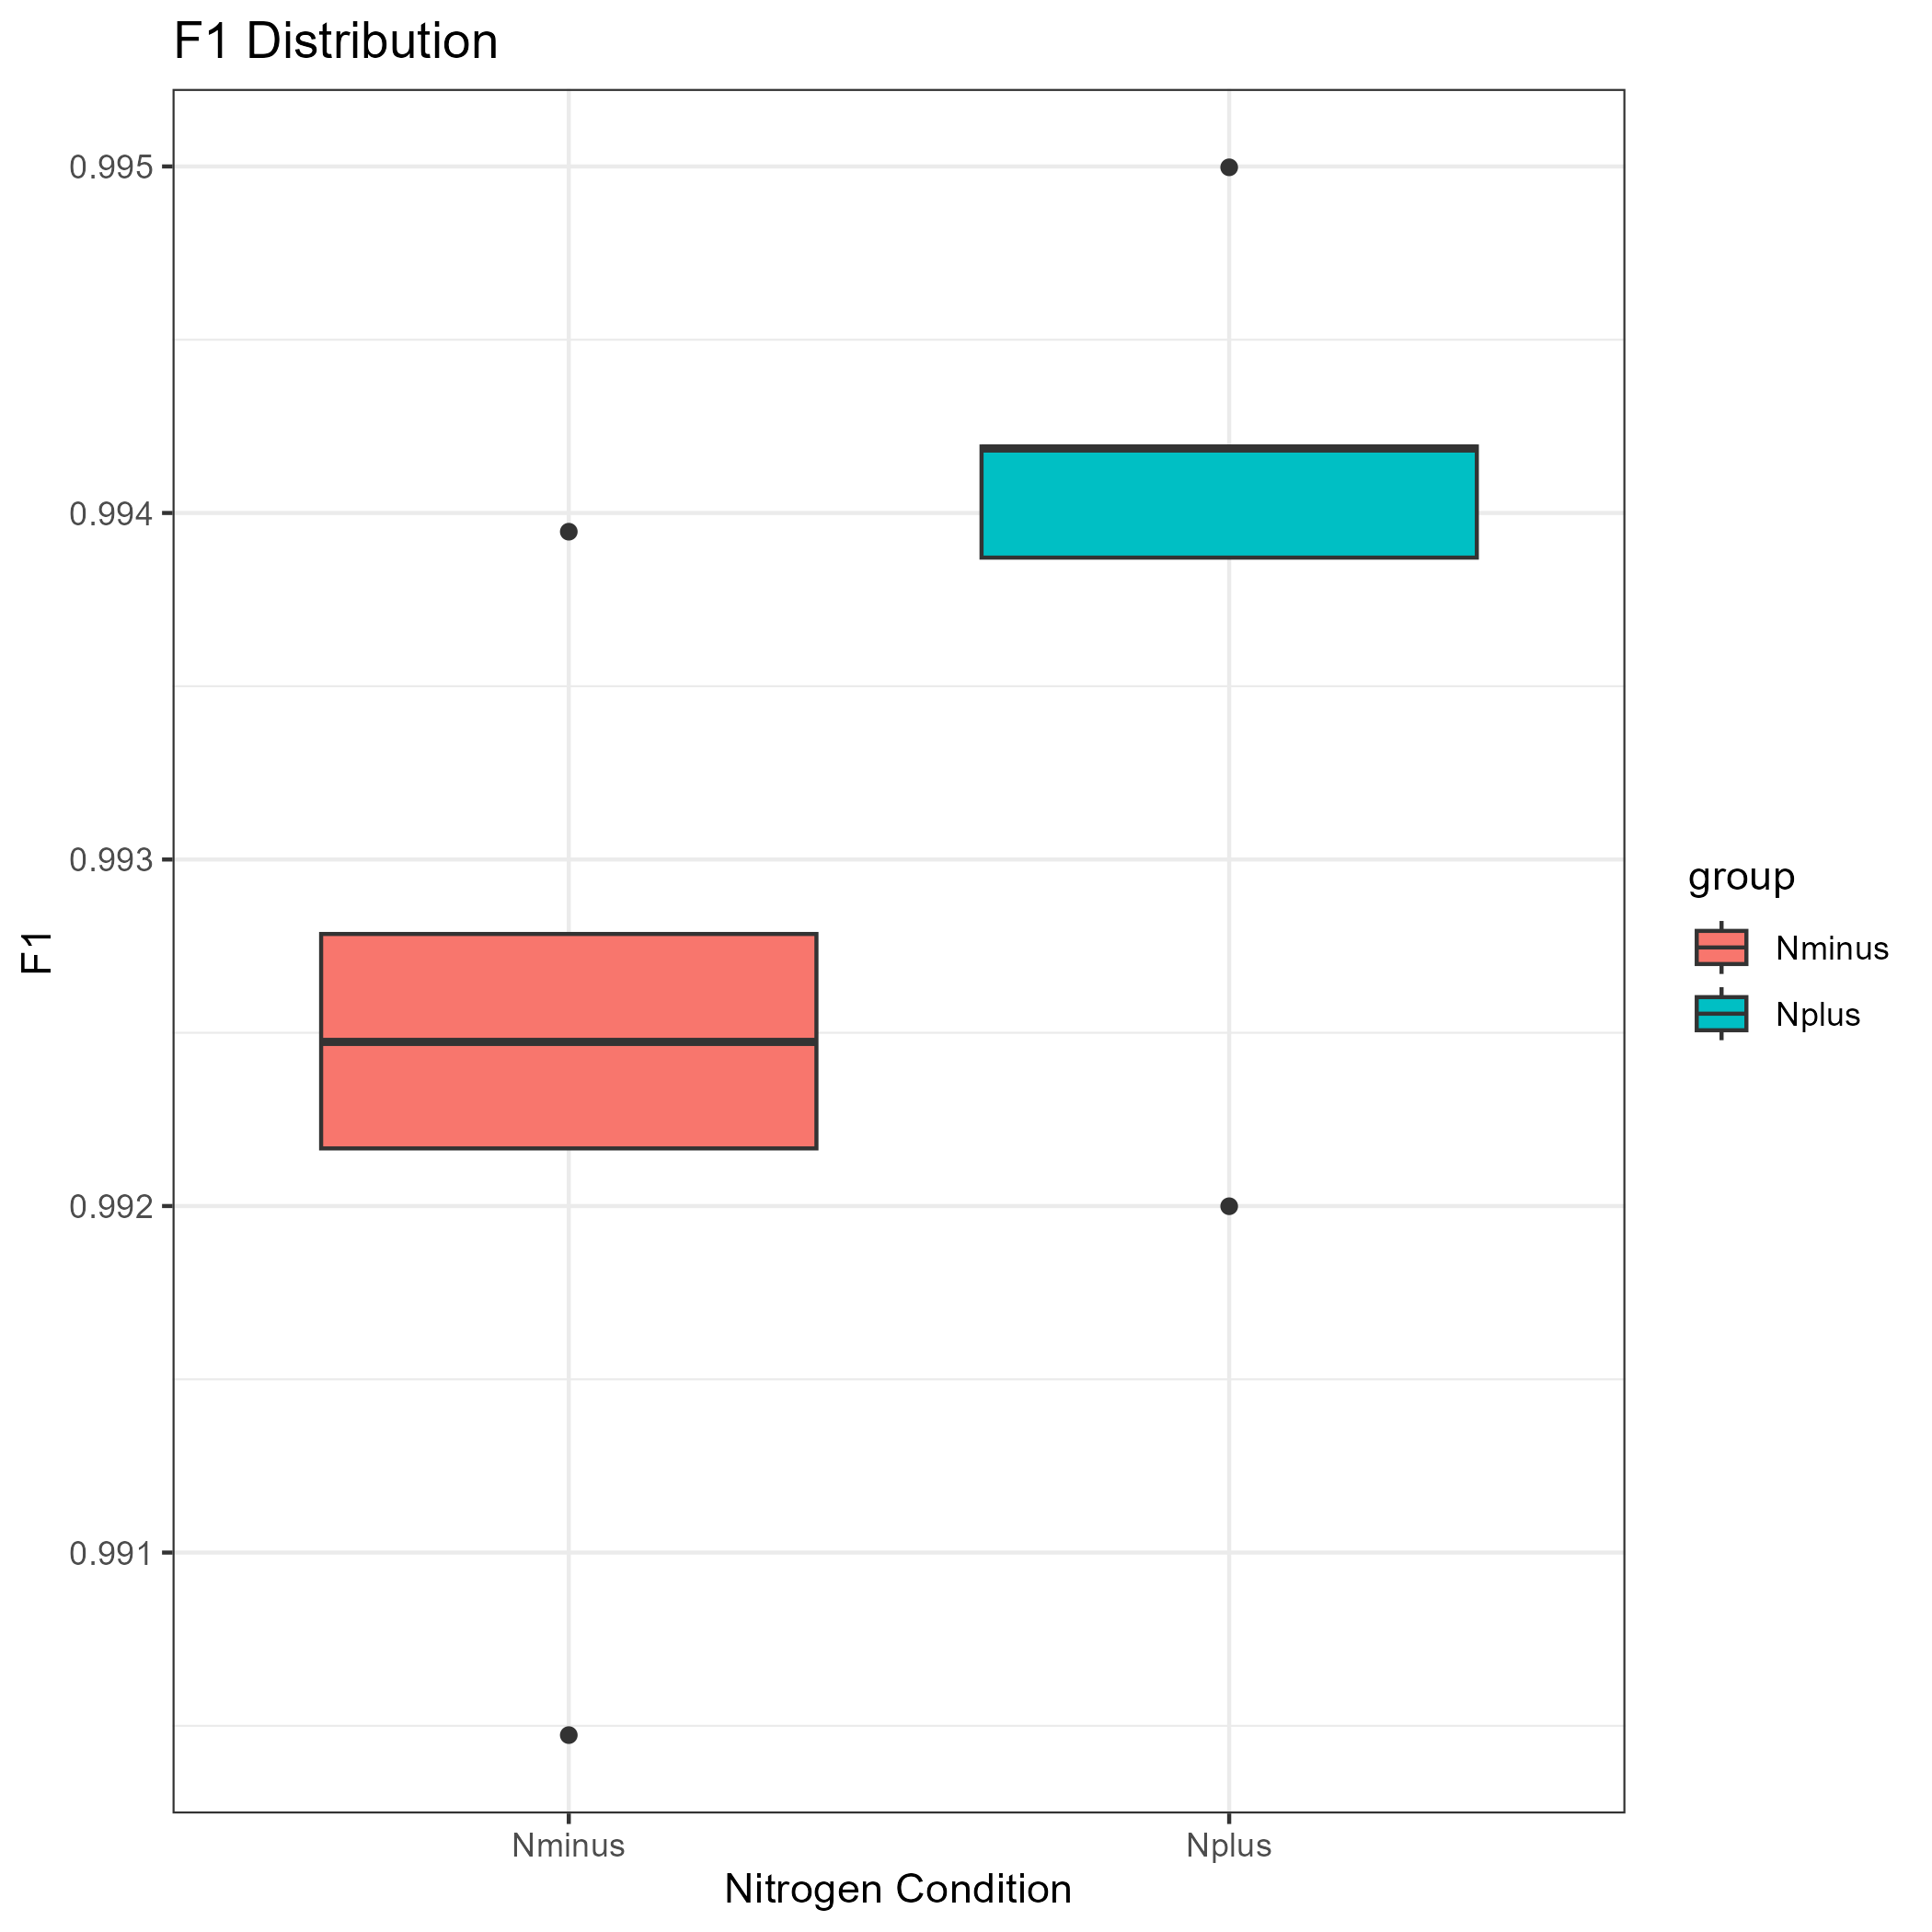 F1 Distribution
0.995
0.994
0.993
0.992
0.991
F1
Nminus
Nplus
Nitrogen Condition
group
Nminus
Nplus